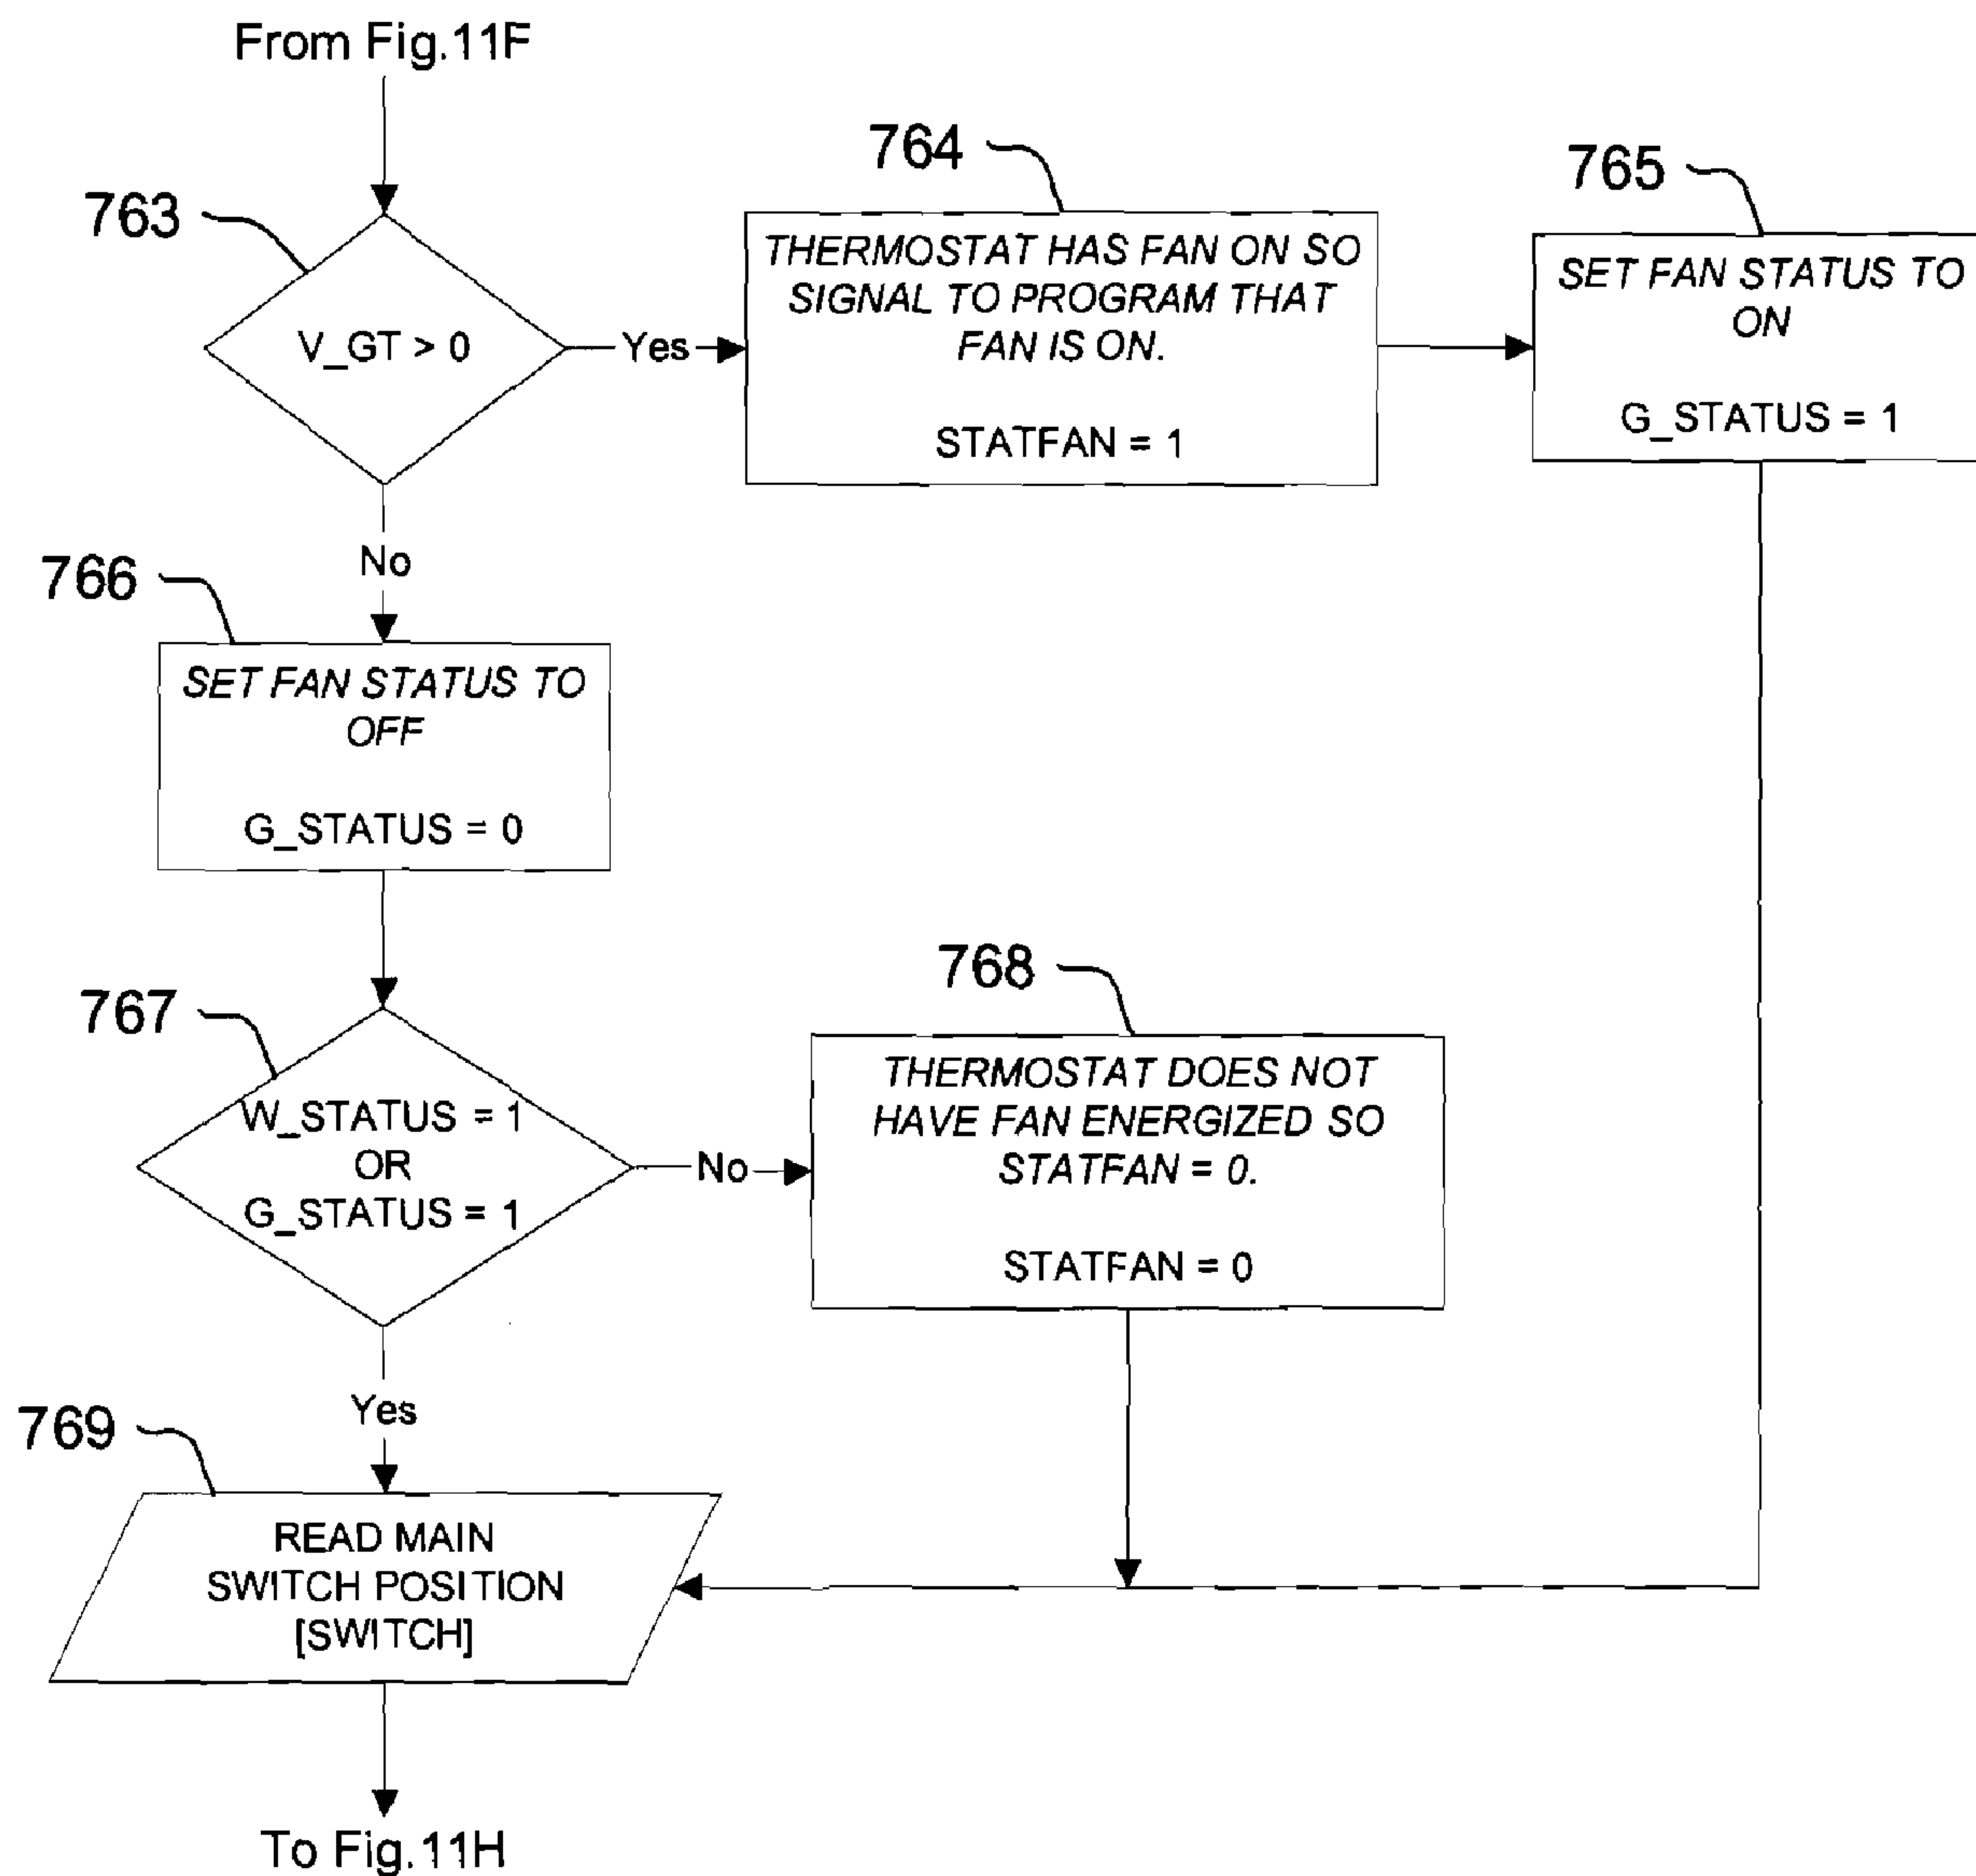 From Fig.11F
763
V_GT > 0
Yes
764
THERMOSTAT HAS FAN ON SO
SIGNAL TO PROGRAM THAT
FAN IS ON.
STATFAN = 1
765
SET FAN STATUS TO
ON
G_STATUS = 1
No
766
SET FAN STATUS TO
OFF
G_STATUS = 0
767
W_STATUS = 1
OR
G_STATUS = 1
No
768
THERMOSTAT DOES NOT
HAVE FAN ENERGIZED SO
STATFAN = 0.
STATFAN = 0
Yes
769
READ MAIN
SWITCH POSITION
[SWITCH]
To Fig.11H